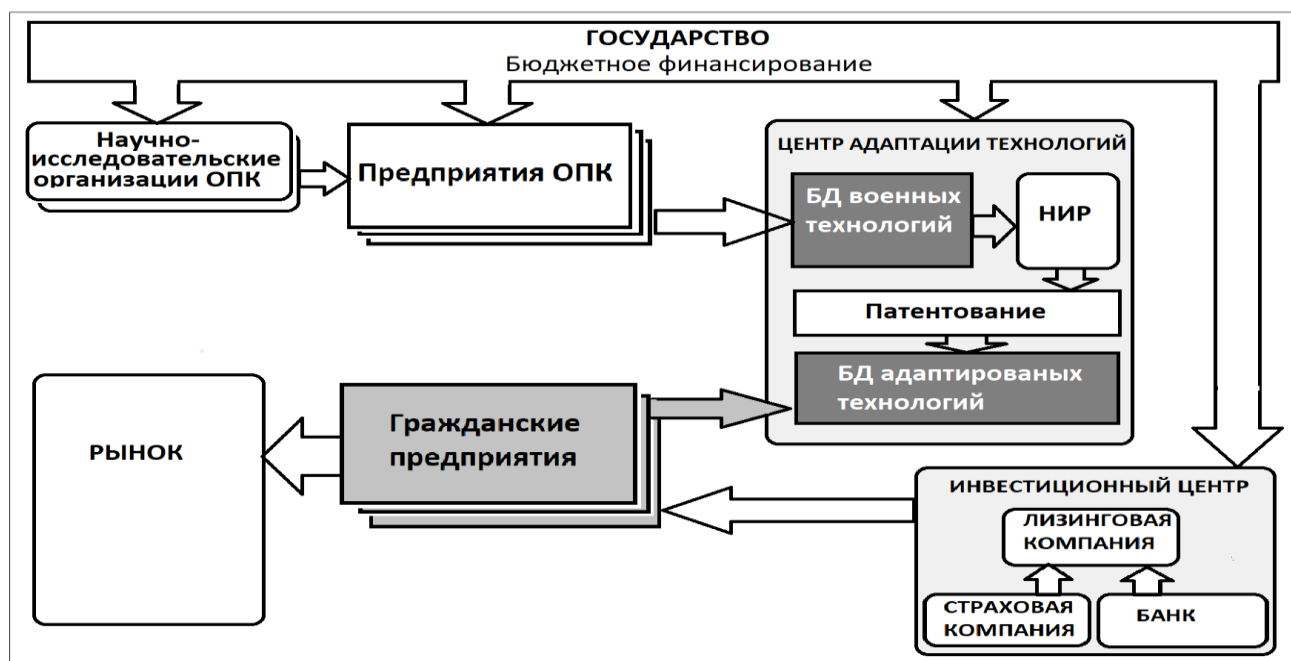 ГОСУДАРСТВО
Бюджетное финансирование
Научно-
исследовательские
организации ОПК
Предприятия ОПК
ЦЕНТР АДАПТАЦИИ ТЕХНОЛОГИЙ
БД военных
технологий
НИР
Патентование
БД адаптированых
технологий
РЫНОК
Гражданские
предприятия
ИНВЕСТИЦИОННЫЙ ЦЕНТР
ЛИЗИНГОВАЯ
КОМПАНИЯ
СТРАХОВАЯ
КОМПАНИЯ
БАНК